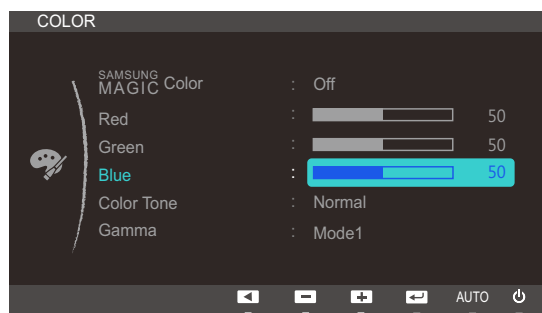 COLOR
SAMSUNG MAGIC Color : Off
Red : 50
Green : 50
Blue : 50
Color Tone : Normal
Gamma : Mode1
AUTO